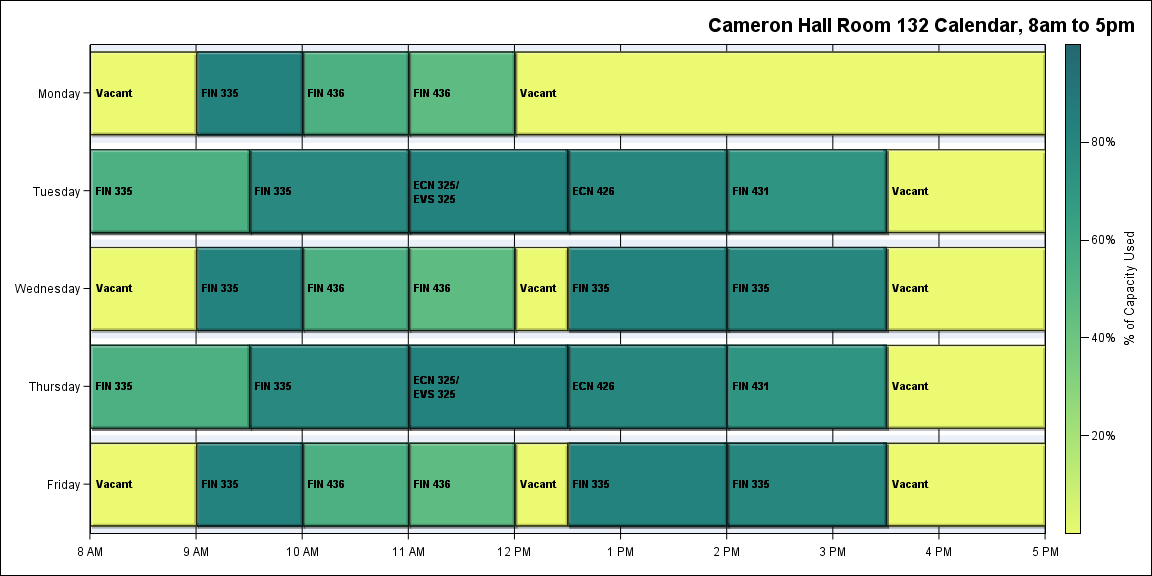 Cameron Hall Room 132 Calendar, 8am to 5pm
Monday
Vacant
FIN 335
FIN 436
FIN 436
Vacant
Tuesday
FIN 335
FIN 335
ECN 325/
EVS 325
ECN 426
FIN 431
Vacant
Wednesday
Vacant
FIN 335
FIN 436
FIN 436
Vacant
FIN 335
FIN 335
Vacant
Thursday
FIN 335
FIN 335
ECN 325/
EVS 325
ECN 426
FIN 431
Vacant
Friday
Vacant
FIN 335
FIN 436
FIN 436
Vacant
FIN 335
FIN 335
Vacant
8 AM
9 AM
10 AM
11 AM
12 PM
1 PM
2 PM
3 PM
4 PM
5 PM
80%
60%
40%
20%
% of Capacity Used